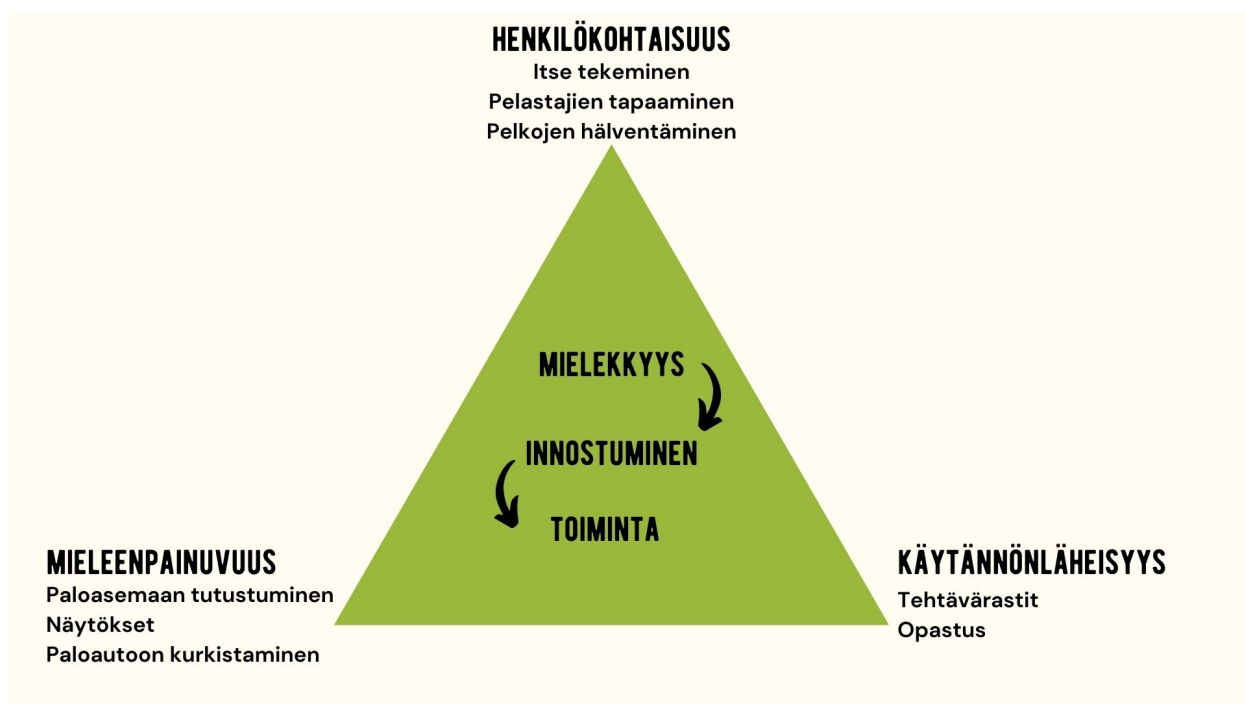 HENKILÖKOHTAISUUS
Itse tekeminen
Pelastajien tapaaminen
Pelkojen hälventäminen
MIELEKKYYS
INNOSTUMINEN
TOIMINTA
MIELEENPAINUVUUS
Paloasemaan tutustuminen
Näytökset
Paloautoon kurkistaminen
KÄYTÄNNÖNLÄHEISYYS
Tehtävärastit
Opastus